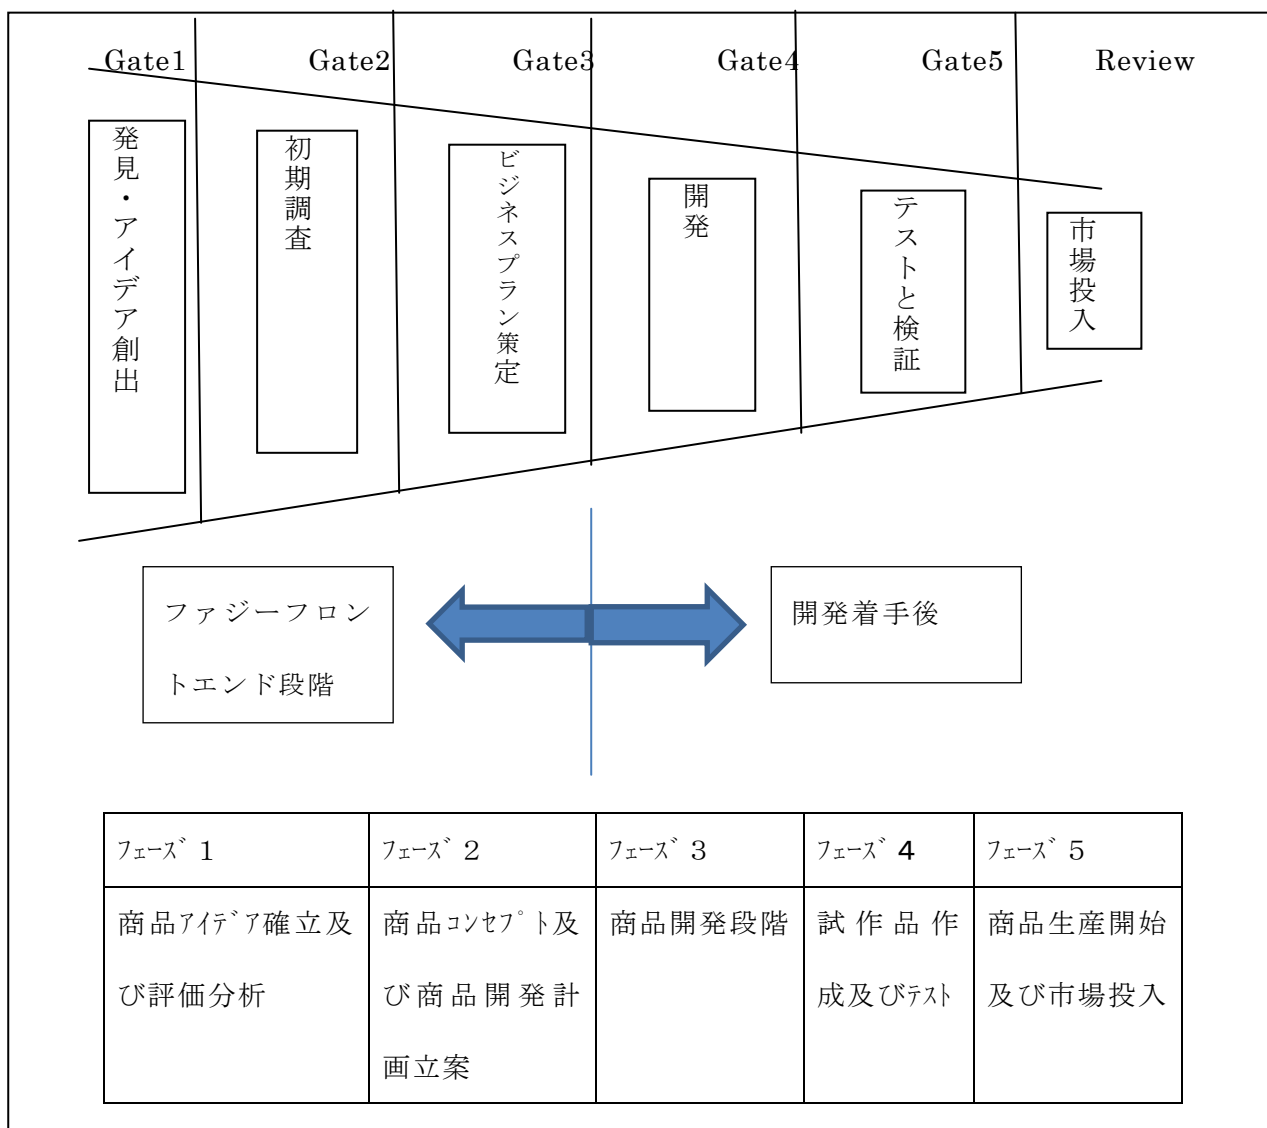 Gate1 Gate2 Gate3 Gate4 Gate5 Review
発見・アイデア創出
初期調査
ビジネスプラン策定
開発
テストと検証
市場投入
ファジーフロン
トエンド段階
開発着手後
ﾌｪｰｽﾞ 1 ﾌｪｰｽﾞ 2 ﾌｪｰｽﾞ 3 ﾌｪｰｽﾞ 4 ﾌｪｰｽﾞ 5
商品ｱｲﾃﾞｱ確立及
び評価分析
商品ｺﾝｾﾌﾟﾄ及
び商品開発計
画立案
商品開発段階
試作品作
成及びﾃｽﾄ
商品生産開始
及び市場投入